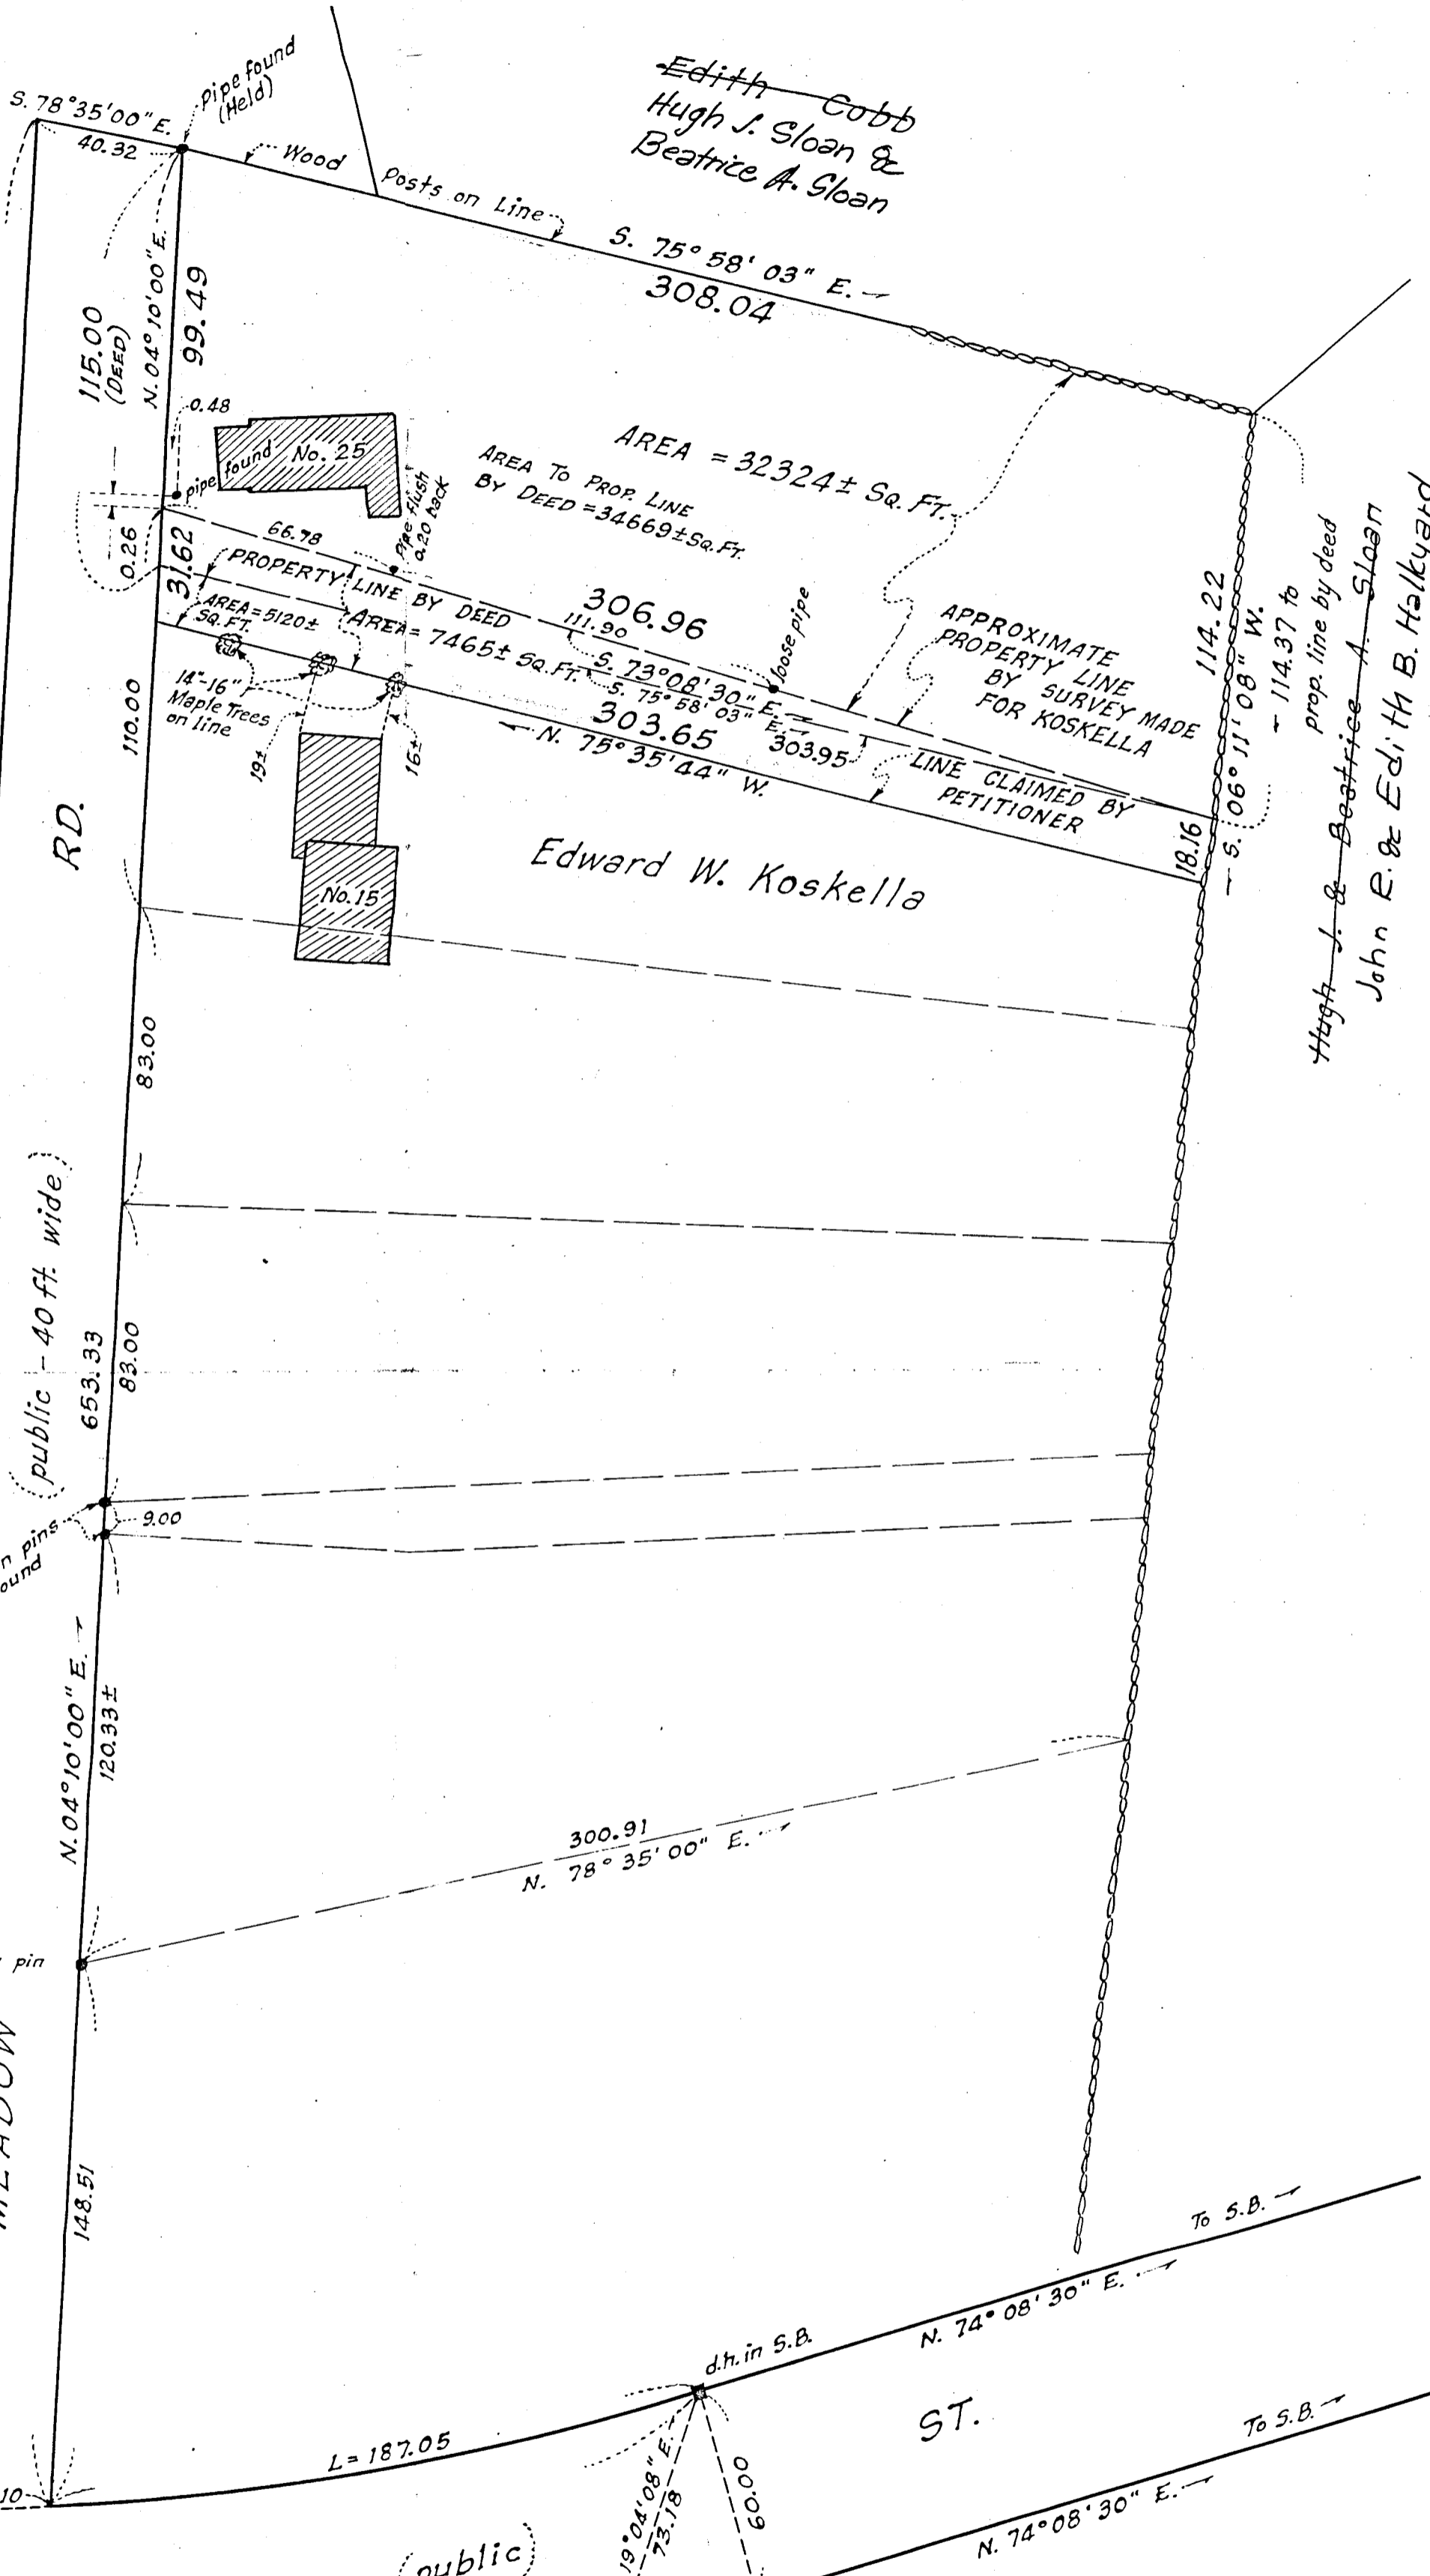 Edith Cobb
Hugh J. Sloan &
Beatrice A. Sloan
Pipe found
(Held)
S. 78°35'00" E.
40.32
Wood Posts on Line
S. 75°58'03" E.
308.04
115.00
(DEED)
N. 04°10'00" E.
99.49
0.48
pipe found
No. 25
Pipe flush
0.20 back
AREA = 32324± SQ. FT.
AREA TO PROP. LINE
BY DEED = 34669± SQ. FT.
0.26
31.62
66.78
PROPERTY LINE BY DEED
306.96
111.90
loose pipe
AREA = 5120±
SQ. FT.
AREA = 7465± SQ. FT.
S. 73°08'30" E.
S. 75°58'03" E.
303.95
303.65
N. 75°35'44" W.
APPROXIMATE
PROPERTY LINE
BY SURVEY MADE
FOR KOSKELLA
LINE CLAIMED BY
PETITIONER
114.22
S. 06°11'08" W.
- 114.37 to
prop. line by deed
Hugh J. & Beatrice A. Sloan
John R. & Edith B. Halkyard
18.16
14"-16"
Maple Trees
on line
19±
16±
110.00
RD.
No. 15
Edward W. Koskella
83.00
(public - 40 ft. wide)
653.33
83.00
9.00
n pins
ound
N. 04°10'00" E.
120.33±
300.91
N. 78°35'00" E.
pin
MEADOW
148.51
To S.B.
N. 74°08'30" E.
d.h. in S.B.
ST.
L = 187.05
10
19°04'08" E.
73.18
60.00
To S.B.
N. 74°08'30" E.
(public)